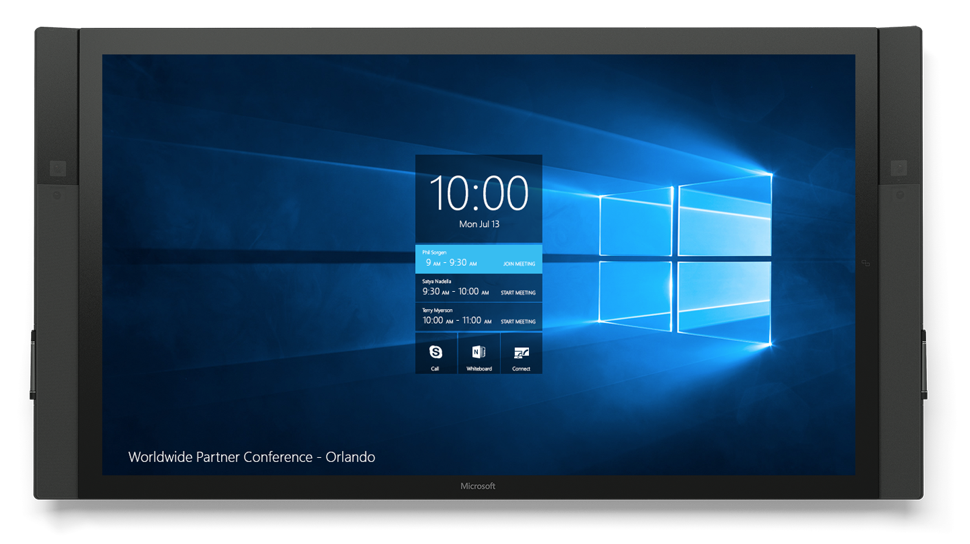 10:00
Mon Jul 13
Phil Sorgen
9 AM - 9:30 AM JOIN MEETING
Satya Nadella
9:30 AM - 10:00 AM START MEETING
Terry Myerson
10:00 AM - 11:00 AM START MEETING
Call Whiteboard Connect
Worldwide Partner Conference - Orlando
Microsoft